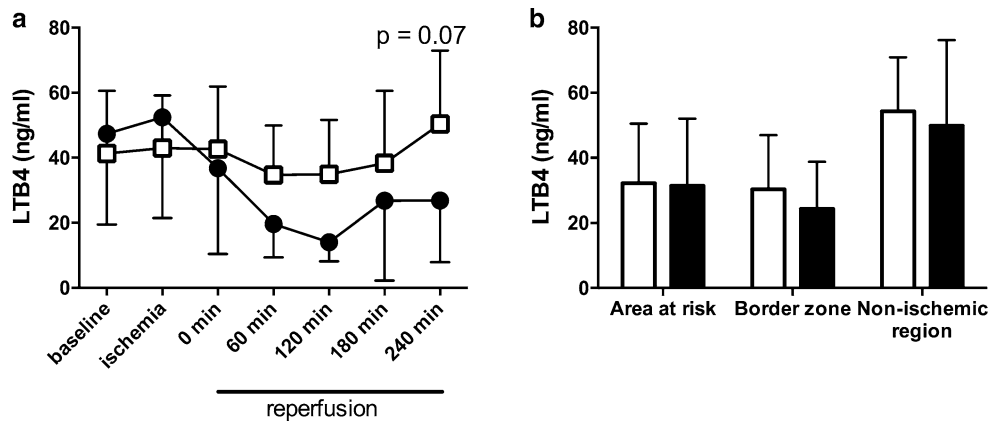 a
p = 0.07
LTB4 (ng/ml)
80
60
40
20
0
baseline
ischemia
0 min
60 min
120 min
180 min
240 min
reperfusion
b
LTB4 (ng/ml)
80
60
40
20
0
Area at risk
Border zone
Non-ischemic
region